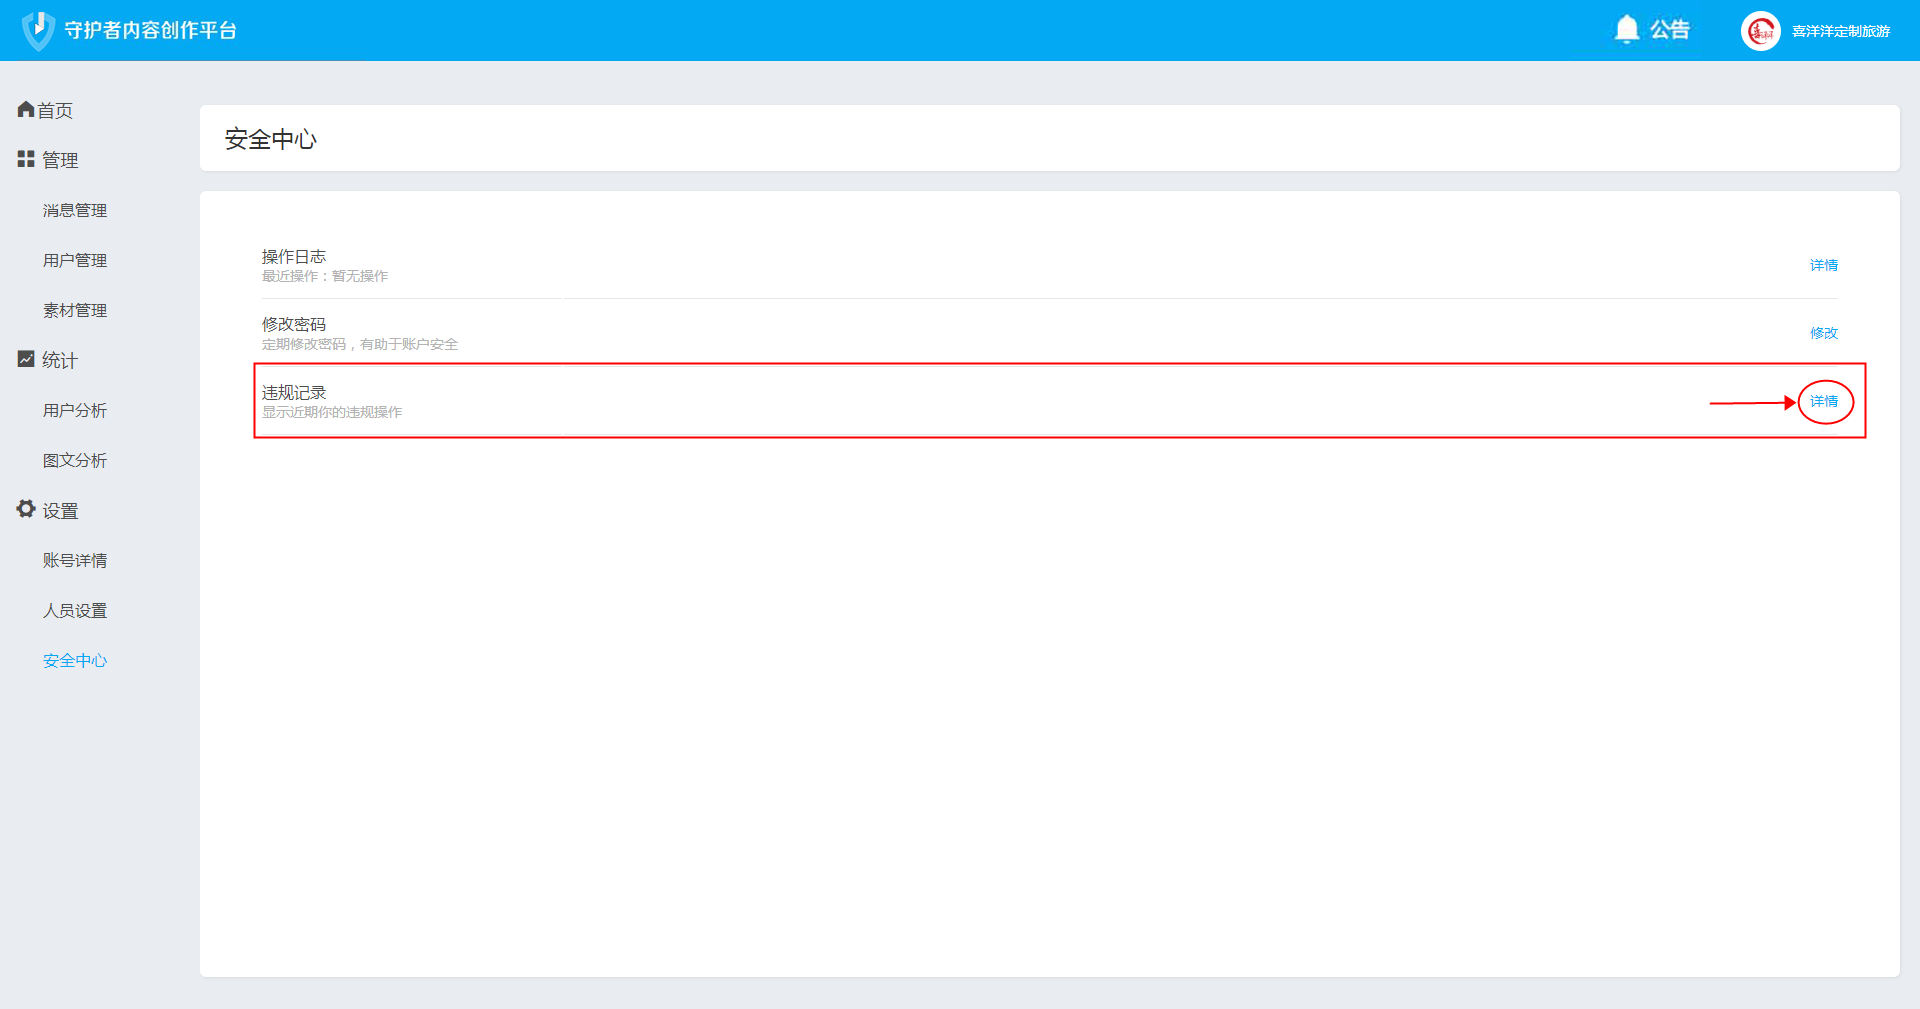 守护者内容创作平台
公告
喜洋洋定制旅游
首页
管理
消息管理
用户管理
素材管理
统计
用户分析
图文分析
设置
账号详情
人员设置
安全中心
安全中心
操作日志
最近操作：暂无操作
详情
修改密码
定期修改密码，有助于账户安全
修改
违规记录
显示近期你的违规操作
详情